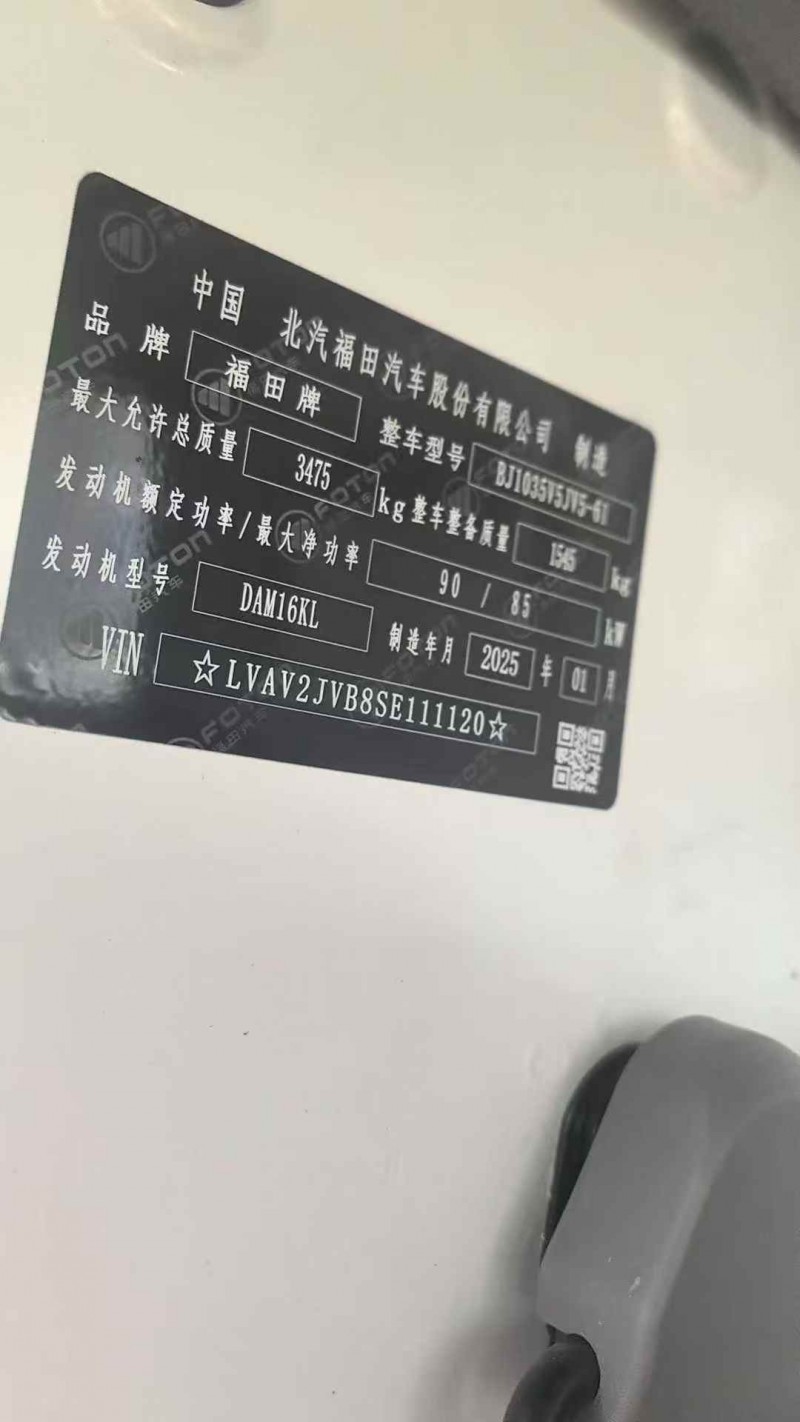 中国 北汽福田汽车股份有限公司 制造
品牌 福田牌 整车型号 BJ1035V5JV5-61
最大允许总质量 3475 kg 整车整备质量 1545 kg
发动机额定功率/最大净功率 90 / 85 kW
发动机型号 DAM16KL 制造年月 2025 年 01 月
VIN ☆LVAV2JVB8SE111120☆
FOTON